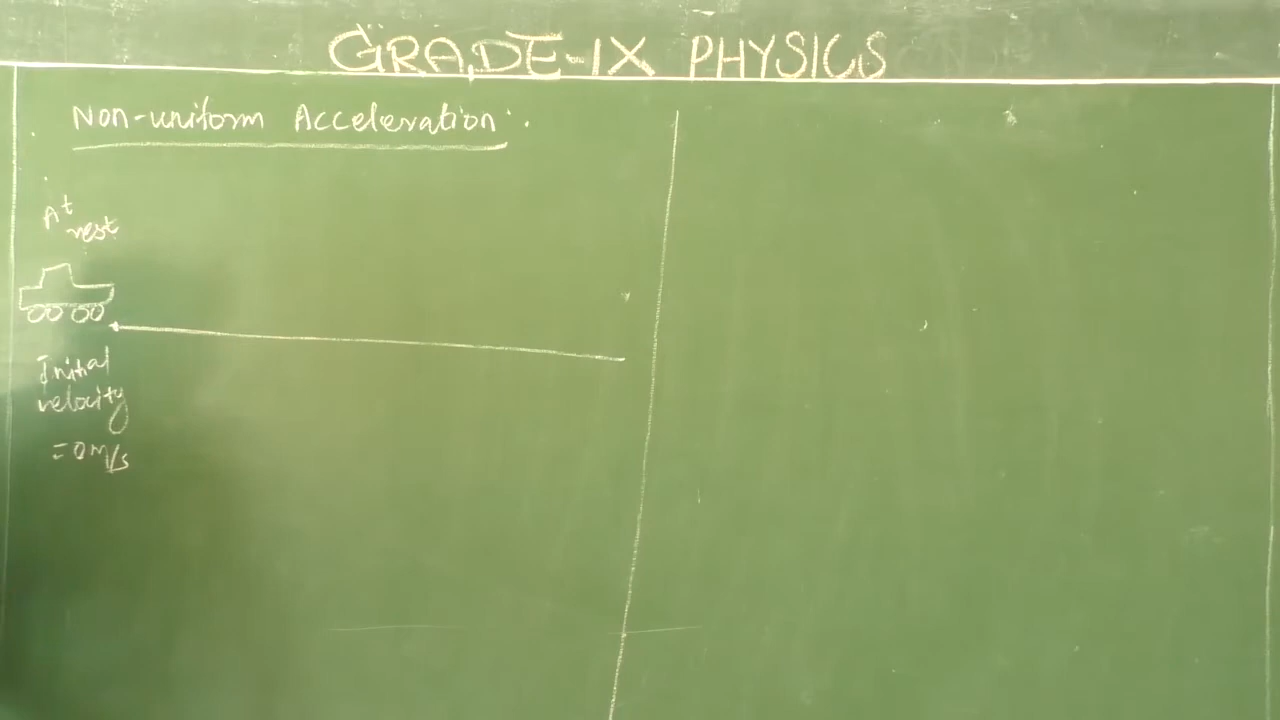 GRADE-IX PHYSICS
Non-uniform Acceleration:
At
rest
Initial
velocity
=0 M/s